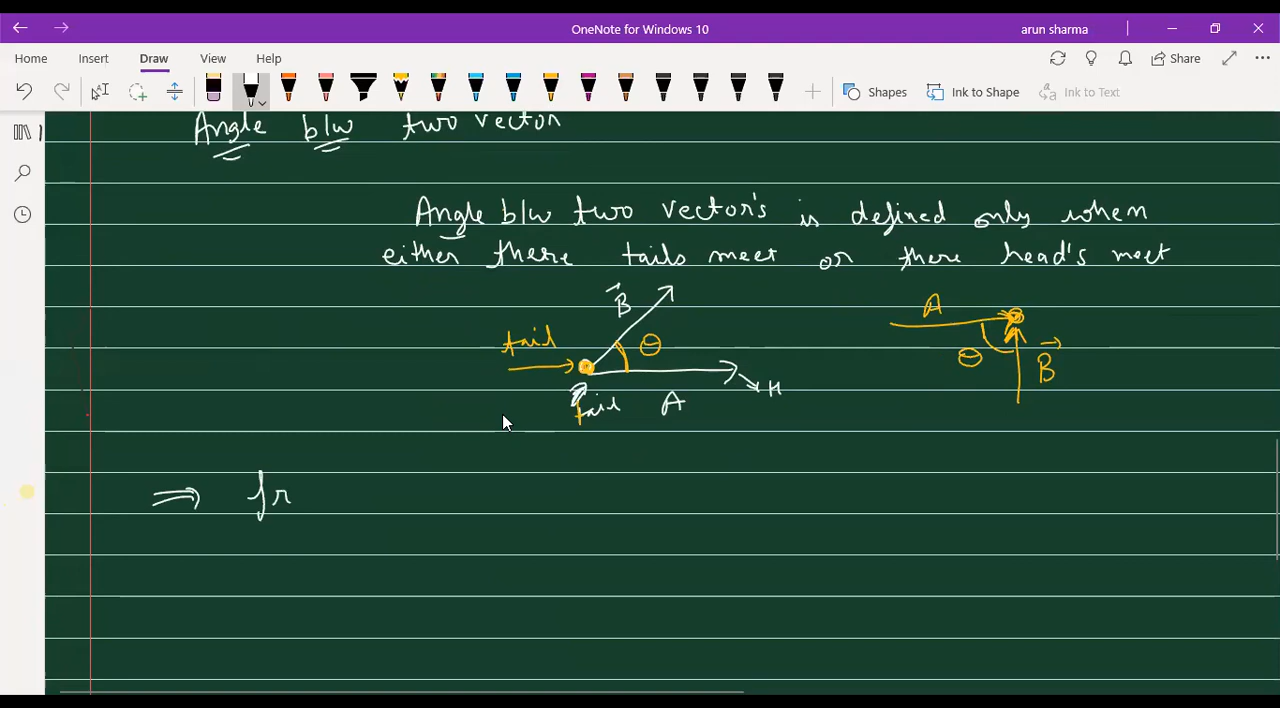 OneNote for Windows 10
arun sharma
Home Insert Draw View Help
Share
Shapes Ink to Shape Ink to Text
Angle b/w two vector
Angle b/w two vector's is defined only when
either there tails meet or there head's meet
B
A
tail
θ
θ
B
H
tail A
⇒ fr